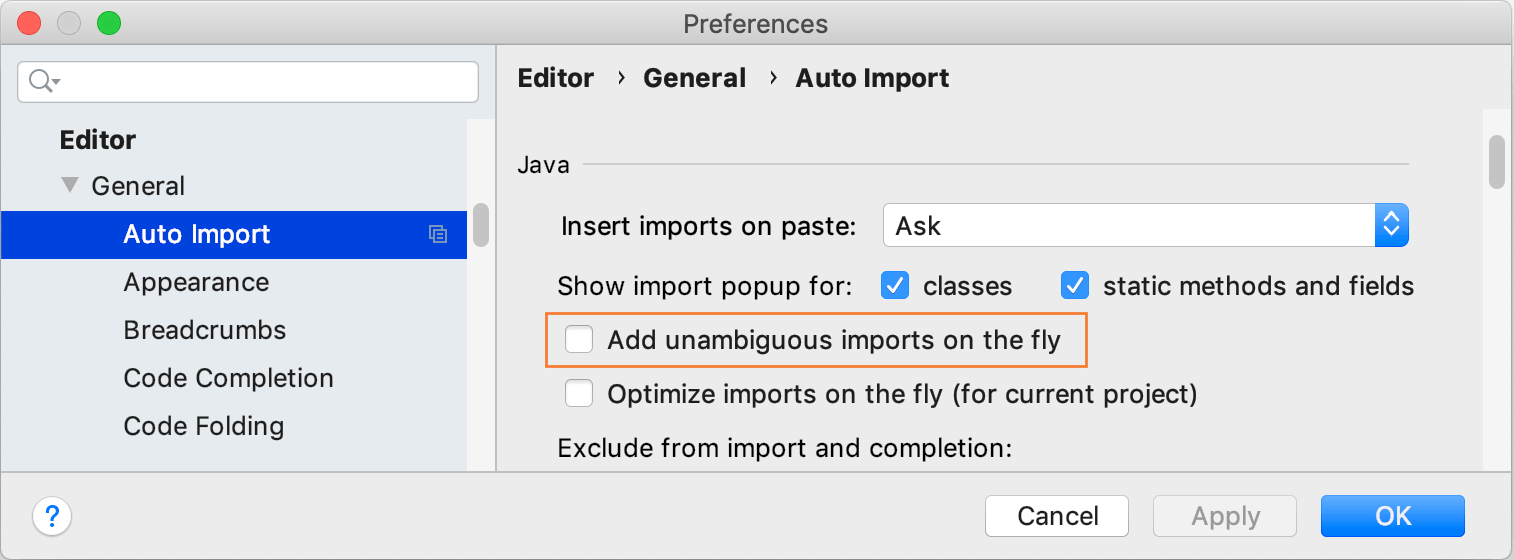 Preferences
Editor
General
Auto Import
Appearance
Breadcrumbs
Code Completion
Code Folding
Editor › General › Auto Import
Java
Insert imports on paste: Ask
Show import popup for: classes static methods and fields
Add unambiguous imports on the fly
Optimize imports on the fly (for current project)
Exclude from import and completion:
? Cancel Apply OK